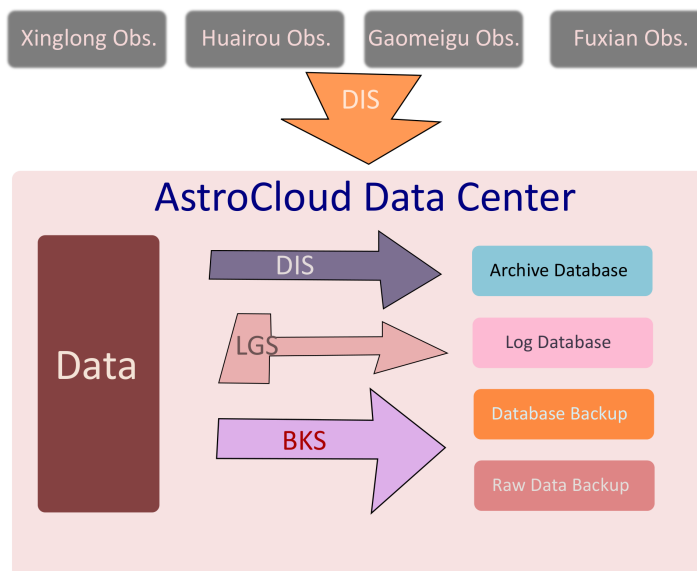 Xinglong Obs.
Huairou Obs.
Gaomeigu Obs.
Fuxian Obs.
DIS
AstroCloud Data Center
Data
DIS
Archive Database
LGS
Log Database
BKS
Database Backup
Raw Data Backup